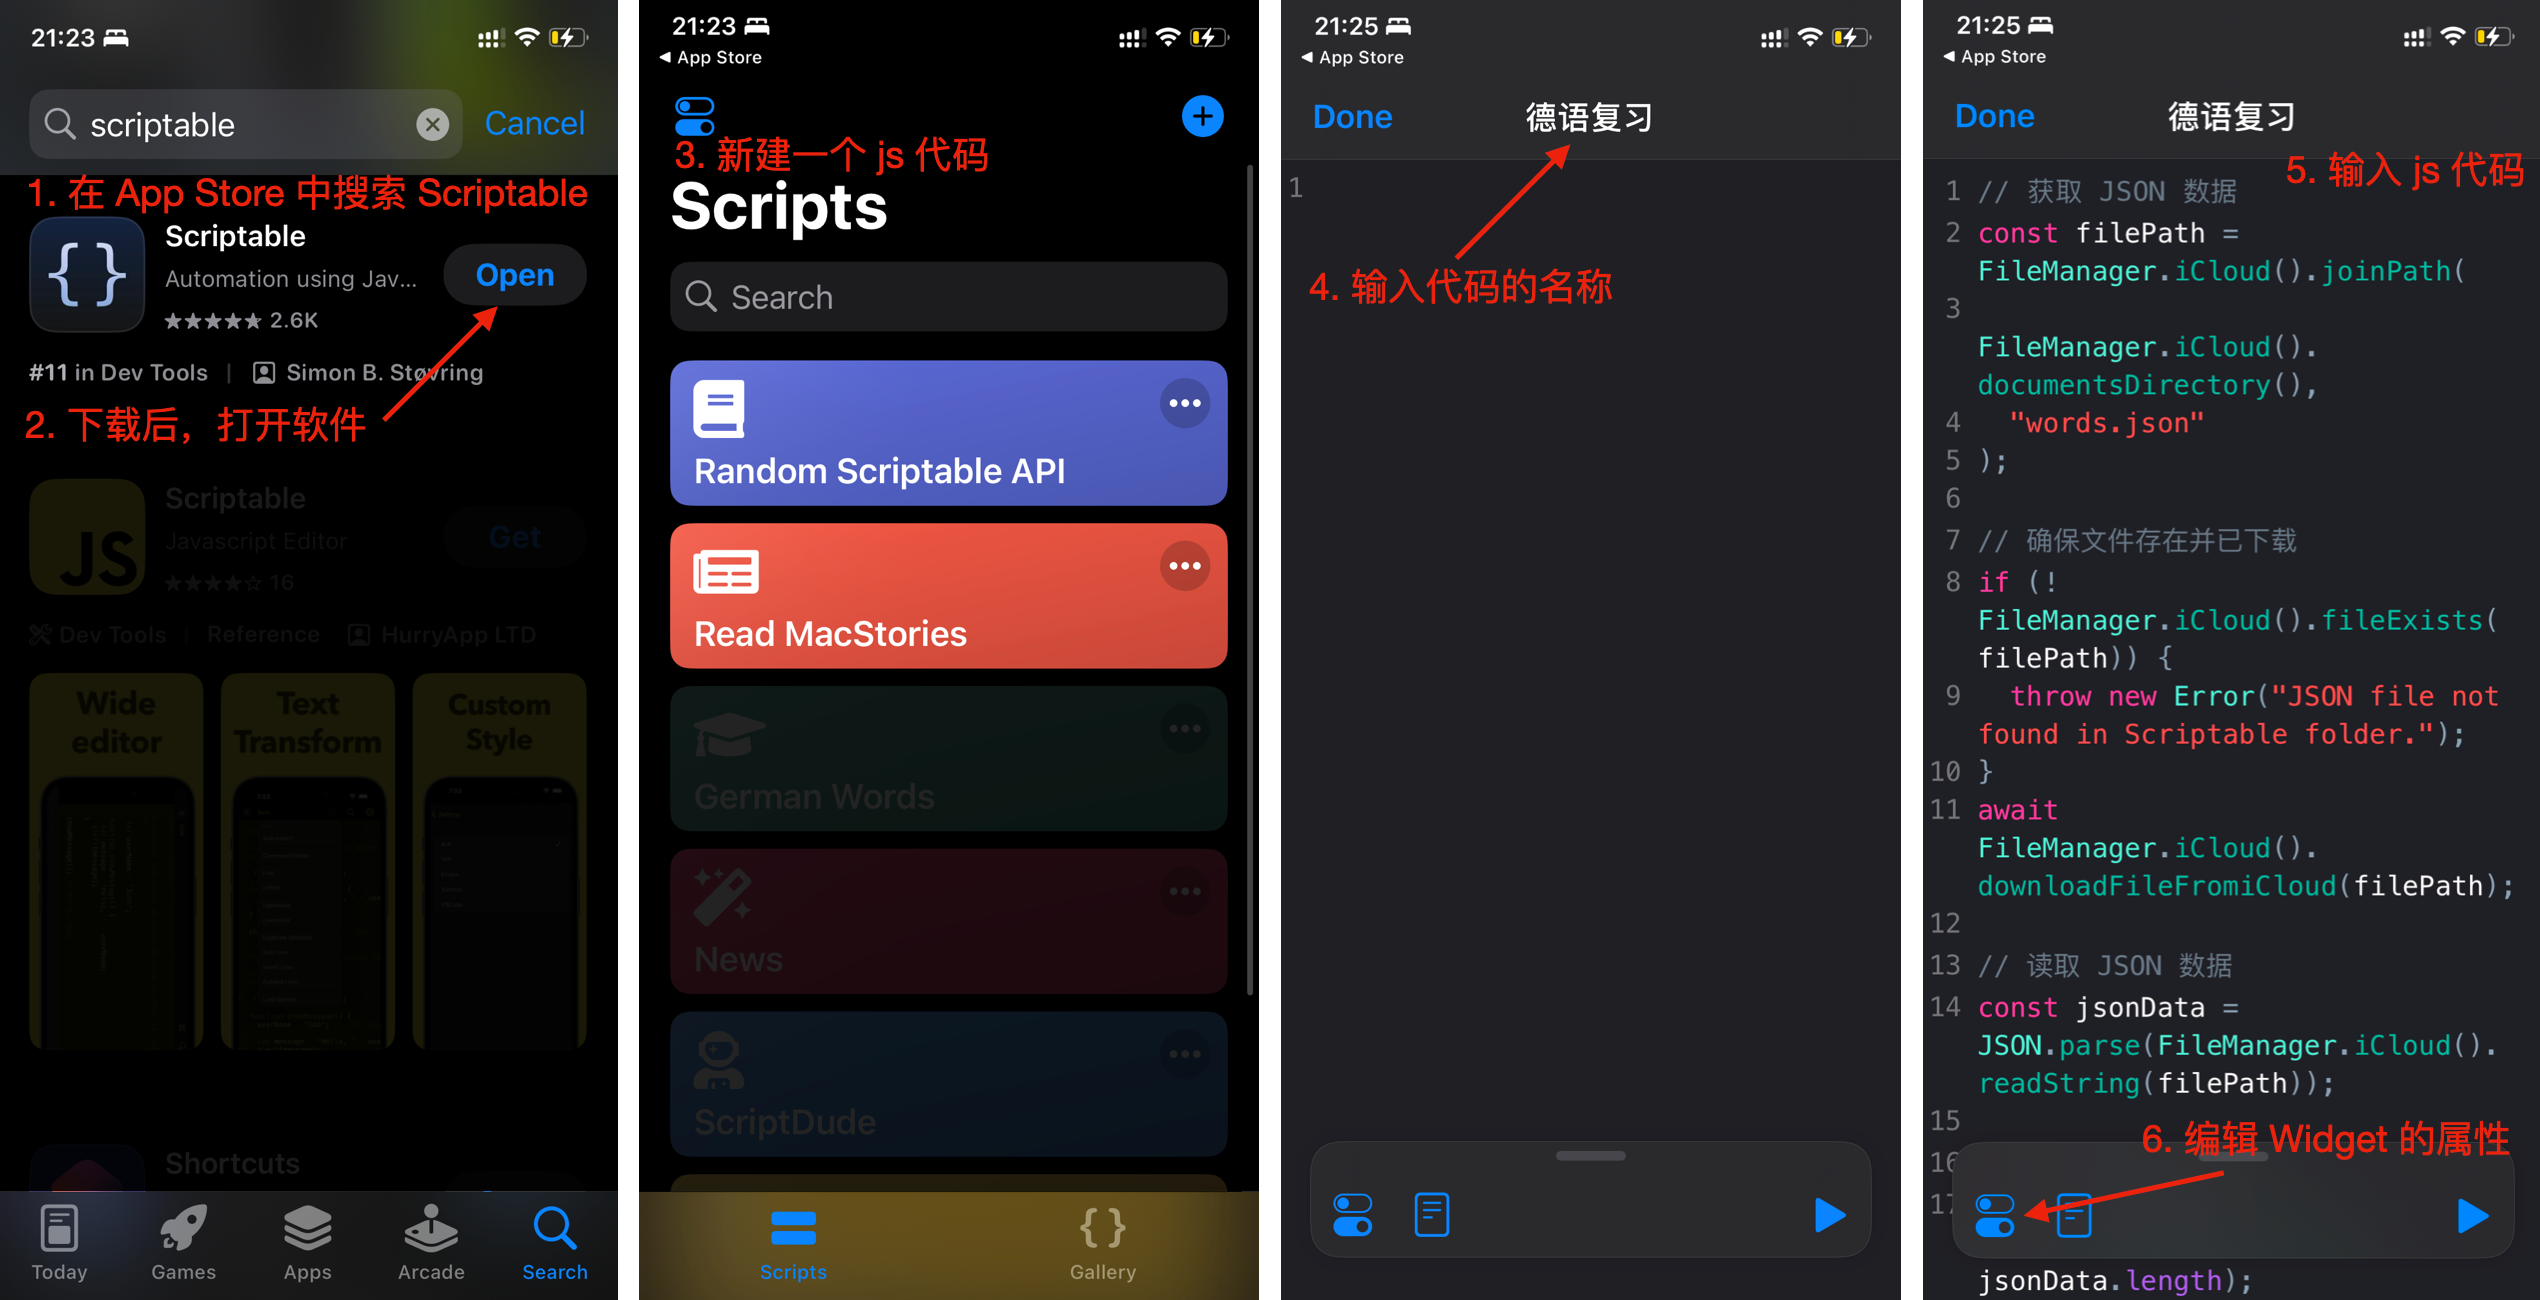 21:23
scriptable
Cancel
1. 在 App Store 中搜索 Scriptable
Scriptable
Automation using Jav...
2.6K
Open
#11 in Dev Tools
Simon B. Støvring
2. 下载后，打开软件
JS
Scriptable
Javascript Editor
16
Get
Dev Tools
Reference
HurryApp LTD
Wide
editor
Text
Transform
Custom
Style
Shortcuts
Today
Games
Apps
Arcade
Search
21:23
App Store
3. 新建一个 js 代码
Scripts
Search
Random Scriptable API
Read MacStories
German Words
News
ScriptDude
Scripts
Gallery
21:25
App Store
Done
德语复习
1
4. 输入代码的名称
21:25
App Store
Done
德语复习
5. 输入 js 代码
1 // 获取 JSON 数据
2 const filePath =
FileManager.iCloud().joinPath(
3
FileManager.iCloud().
documentsDirectory(),
4 "words.json"
5 );
6
7 // 确保文件存在并已下载
8 if (!
FileManager.iCloud().fileExists(
filePath)) {
9 throw new Error("JSON file not
found in Scriptable folder.");
10 }
11 await
FileManager.iCloud().
downloadFileFromiCloud(filePath);
12
13 // 读取 JSON 数据
14 const jsonData =
JSON.parse(FileManager.iCloud().
readString(filePath));
15
6. 编辑 Widget 的属性
16
17
jsonData.length);